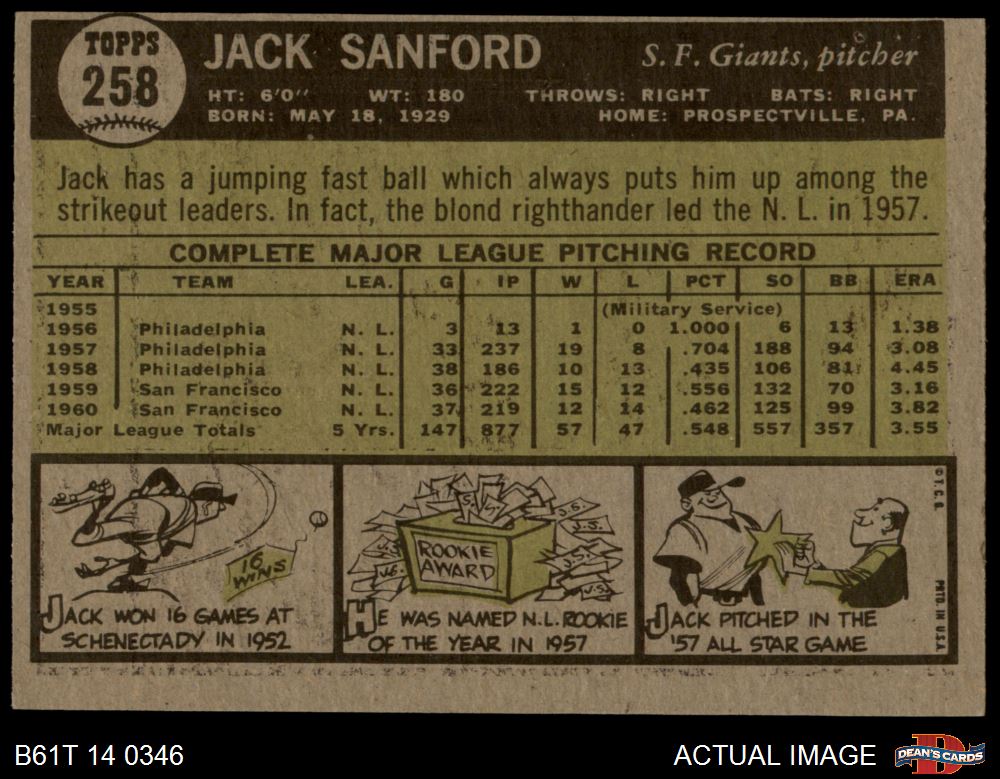 TOPPS
258
JACK SANFORD
S. F. Giants, pitcher
HT: 6'0" WT: 180 THROWS: RIGHT BATS: RIGHT
BORN: MAY 18, 1929 HOME: PROSPECTVILLE, PA.
Jack has a jumping fast ball which always puts him up among the
strikeout leaders. In fact, the blond righthander led the N. L. in 1957.
COMPLETE MAJOR LEAGUE PITCHING RECORD
YEAR TEAM LEA. G IP W L PCT SO BB ERA
1955 (Military Service)
1956 Philadelphia N. L. 3 13 1 0 1.000 6 13 1.38
1957 Philadelphia N. L. 33 237 19 8 .704 188 94 3.08
1958 Philadelphia N. L. 38 186 10 13 .435 106 81 4.45
1959 San Francisco N. L. 36 222 15 12 .556 132 70 3.16
1960 San Francisco N. L. 37 219 12 14 .462 125 99 3.82
Major League Totals 5 Yrs. 147 877 57 47 .548 557 357 3.55
16
WINS
JACK WON 16 GAMES AT
SCHENECTADY IN 1952
J.S.
J.S.
J.S.
J.S.
J.S.
ROOKIE
AWARD
HE WAS NAMED N.L. ROOKIE
OF THE YEAR IN 1957
JACK PITCHED IN THE
'57 ALL STAR GAME
© T. C. G.
PRTD. IN U.S.A.
B61T 14 0346
ACTUAL IMAGE
DEAN'S CARDS